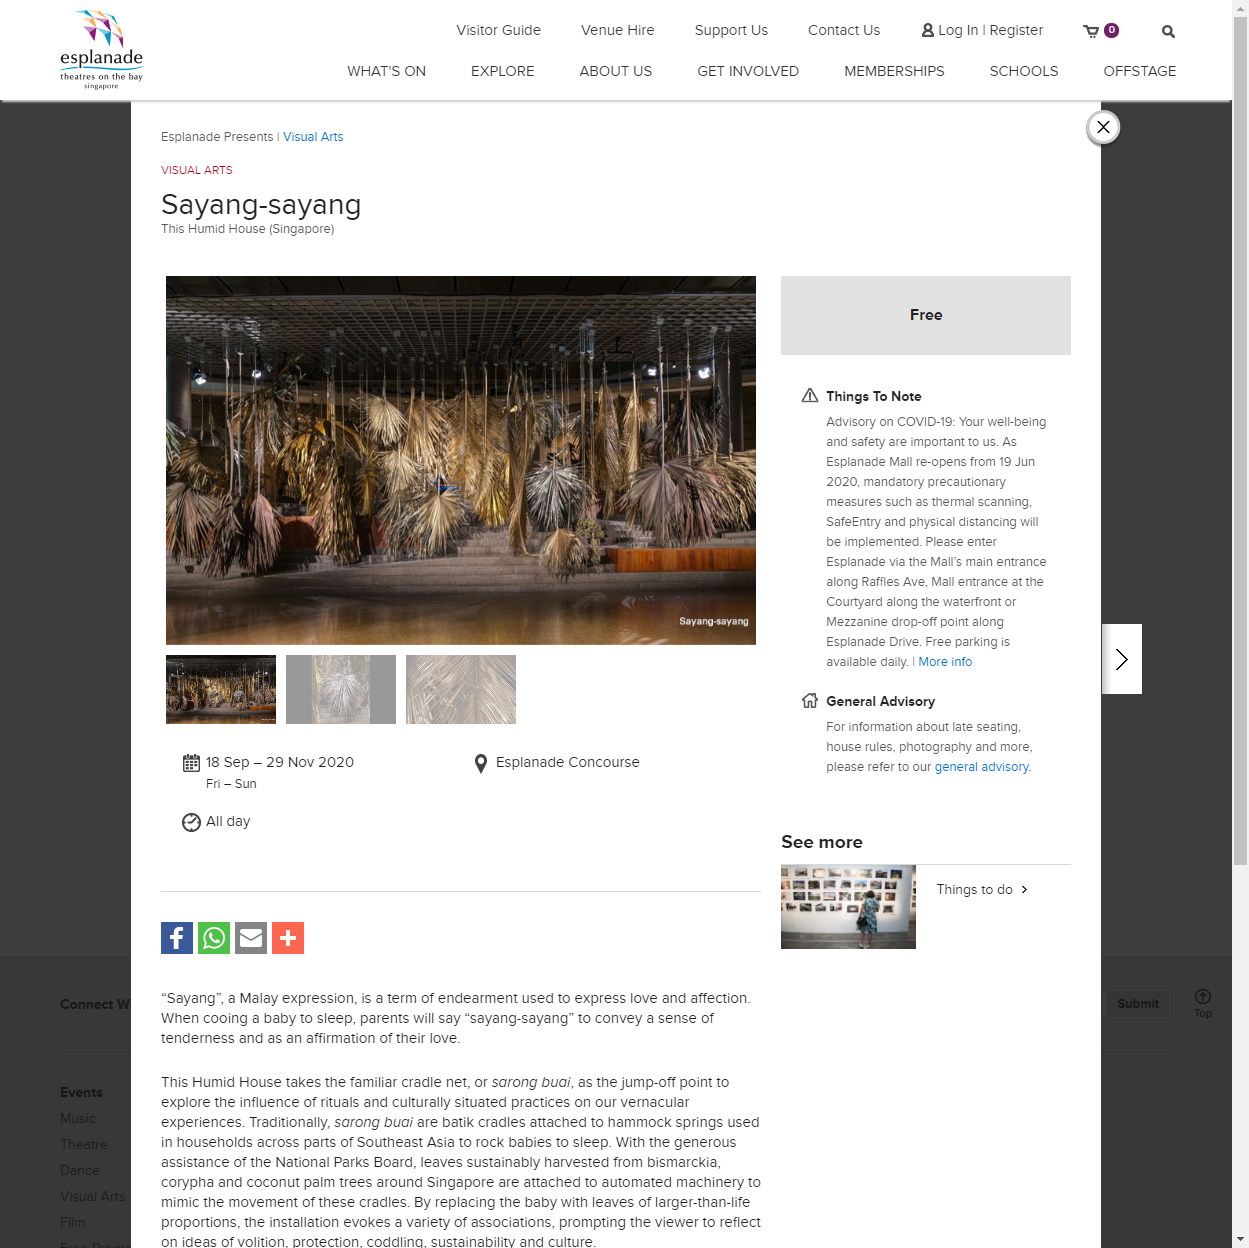 esplanade
theatres on the bay
singapore
Visitor Guide
Venue Hire
Support Us
Contact Us
Log In | Register
0
WHAT'S ON
EXPLORE
ABOUT US
GET INVOLVED
MEMBERSHIPS
SCHOOLS
OFFSTAGE
Esplanade Presents | Visual Arts
VISUAL ARTS
Sayang-sayang
This Humid House (Singapore)
Sayang-sayang
18 Sep – 29 Nov 2020
Fri – Sun
Esplanade Concourse
All day
“Sayang”, a Malay expression, is a term of endearment used to express love and affection.
When cooing a baby to sleep, parents will say “sayang-sayang” to convey a sense of
tenderness and as an affirmation of their love.
This Humid House takes the familiar cradle net, or sarong buai, as the jump-off point to
explore the influence of rituals and culturally situated practices on our vernacular
experiences. Traditionally, sarong buai are batik cradles attached to hammock springs used
in households across parts of Southeast Asia to rock babies to sleep. With the generous
assistance of the National Parks Board, leaves sustainably harvested from bismarckia,
corypha and coconut palm trees around Singapore are attached to automated machinery to
mimic the movement of these cradles. By replacing the baby with leaves of larger-than-life
proportions, the installation evokes a variety of associations, prompting the viewer to reflect
on ideas of volition, protection, coddling, sustainability and culture.
Free
Things To Note
Advisory on COVID-19: Your well-being
and safety are important to us. As
Esplanade Mall re-opens from 19 Jun
2020, mandatory precautionary
measures such as thermal scanning,
SafeEntry and physical distancing will
be implemented. Please enter
Esplanade via the Mall’s main entrance
along Raffles Ave, Mall entrance at the
Courtyard along the waterfront or
Mezzanine drop-off point along
Esplanade Drive. Free parking is
available daily. | More info
General Advisory
For information about late seating,
house rules, photography and more,
please refer to our general advisory.
See more
Things to do
Connect W
Submit
Top
Events
Music
Theatre
Dance
Visual Arts
Film